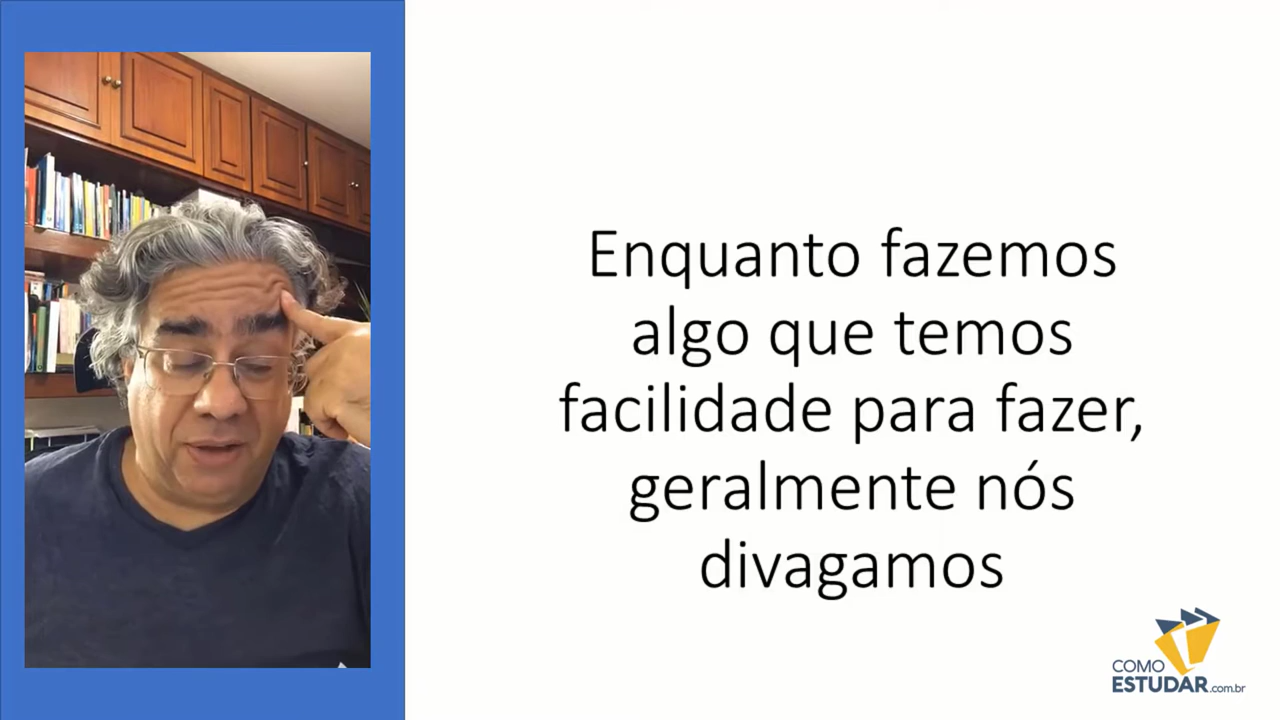 Enquanto fazemos
algo que temos
facilidade para fazer,
geralmente nós
divagamos
COMO
ESTUDAR.com.br